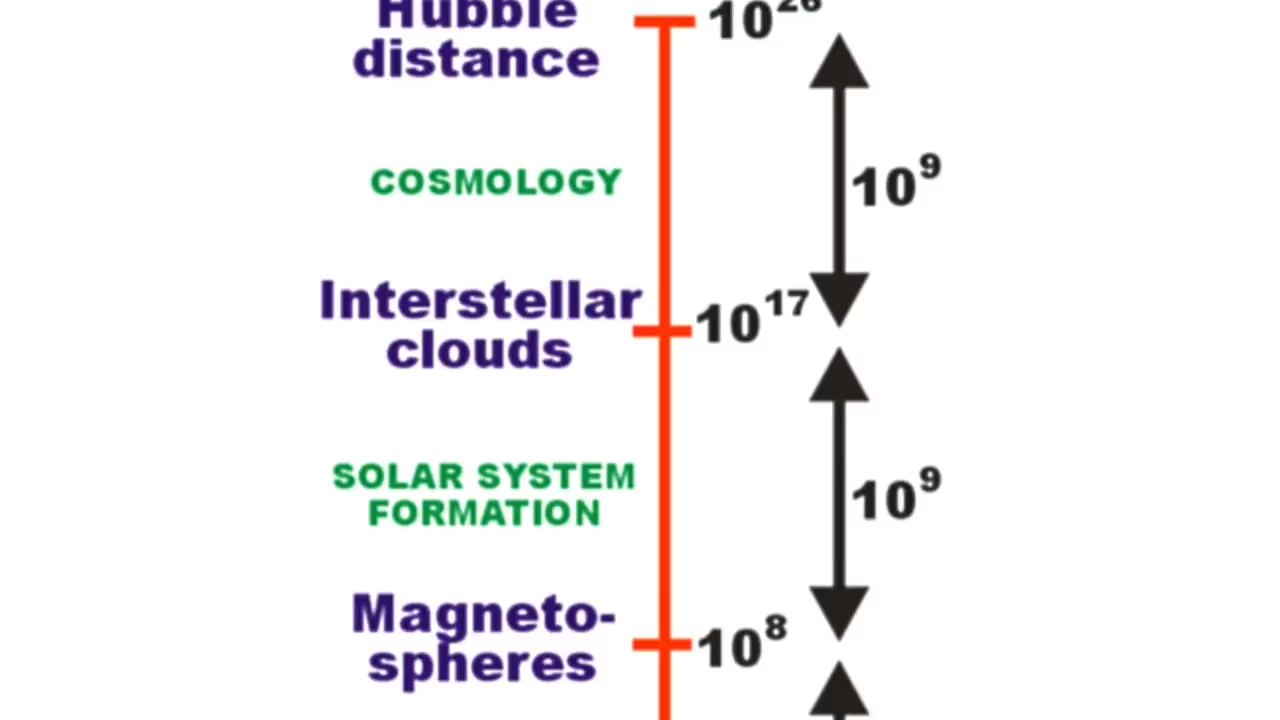 Hubble
distance
10²⁶
COSMOLOGY
10⁹
Interstellar
clouds
10¹⁷
SOLAR SYSTEM
FORMATION
10⁹
Magneto-
spheres
10⁸